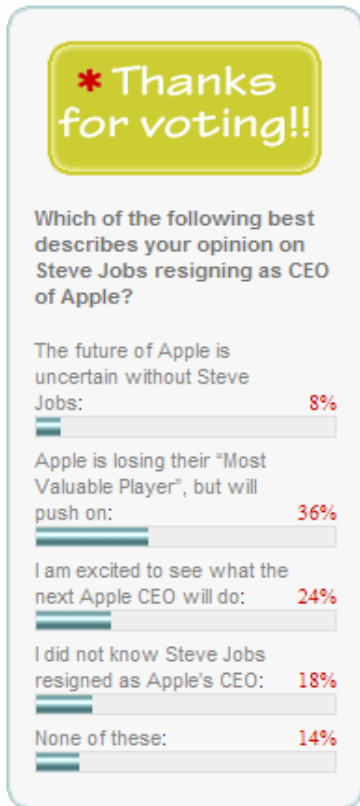 * Thanks
for voting!!
Which of the following best
describes your opinion on
Steve Jobs resigning as CEO
of Apple?
The future of Apple is
uncertain without Steve
Jobs: 8%
Apple is losing their “Most
Valuable Player”, but will
push on: 36%
I am excited to see what the
next Apple CEO will do: 24%
I did not know Steve Jobs
resigned as Apple's CEO: 18%
None of these: 14%